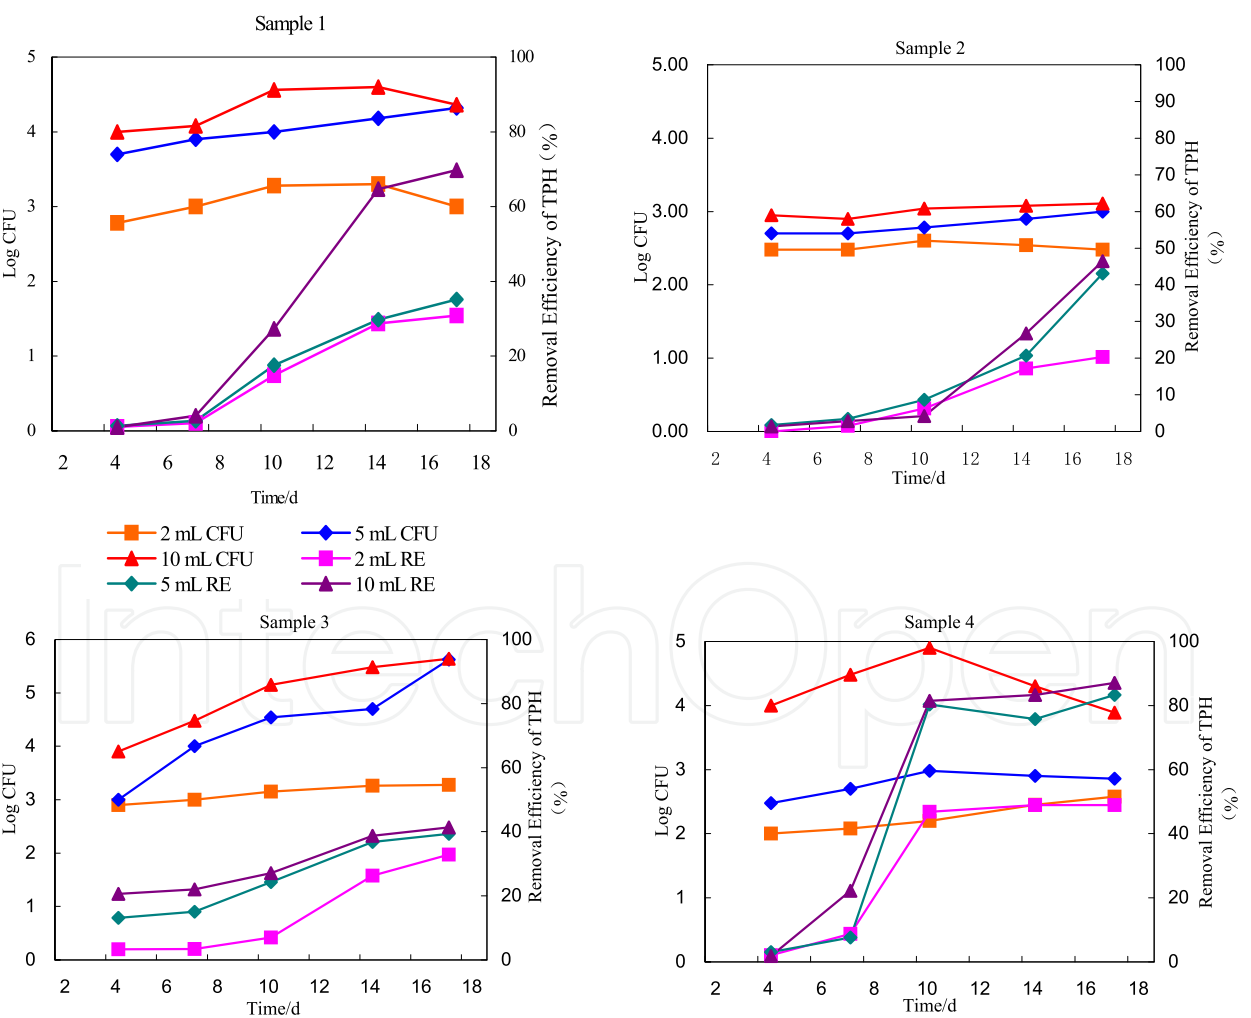 Sample 1
5
4
3
2
1
0
100
80
60
40
20
0
Log CFU
Removal Efficiency of TPH（%）
2 4 6 8 10 12 14 16 18
Time/d
Sample 2
5.00
4.00
3.00
2.00
1.00
0.00
100
90
80
70
60
50
40
30
20
10
0
Log CFU
Removal Efficiency of TPH
（%）
2 4 6 8 10 12 14 16 18
Time/d
2 mL CFU 5 mL CFU
10 mL CFU 2 mL RE
5 mL RE 10 mL RE
IntechOpen
Sample 3
6
5
4
3
2
1
0
100
80
60
40
20
0
Log CFU
Removal Efficiency of TPH
（%）
2 4 6 8 10 12 14 16 18
Time/d
Sample 4
5
4
3
2
1
0
100
80
60
40
20
0
Log CFU
Removal Efficiency of TPH
（%）
2 4 6 8 10 12 14 16 18
Time/d